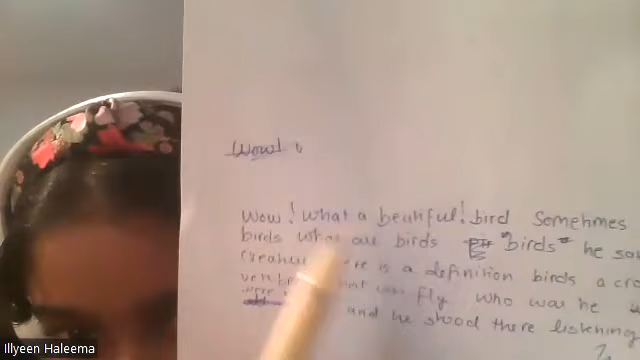 Wow!
Wow! What a beatiful! bird Sometimes
birds what are birds "birds" he
is a definition birds a
fly who was he
and he stood there listening
Illyeen Haleema